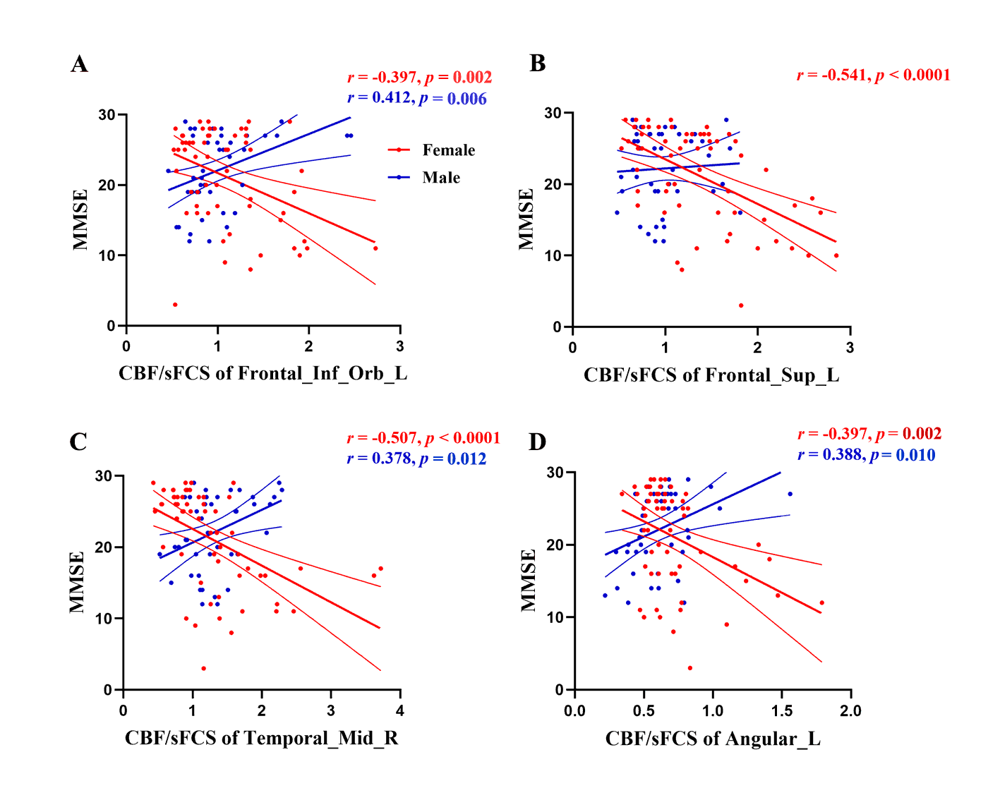 A
r = -0.397, p = 0.002
r = 0.412, p = 0.006
30
20
10
0
MMSE
0 1 2 3
CBF/sFCS of Frontal_Inf_Orb_L
Female
Male
B
r = -0.541, p < 0.0001
30
20
10
0
MMSE
0 1 2 3
CBF/sFCS of Frontal_Sup_L
C
r = -0.507, p < 0.0001
r = 0.378, p = 0.012
30
20
10
0
MMSE
0 1 2 3 4
CBF/sFCS of Temporal_Mid_R
D
r = -0.397, p = 0.002
r = 0.388, p = 0.010
30
20
10
0
MMSE
0.0 0.5 1.0 1.5 2.0
CBF/sFCS of Angular_L